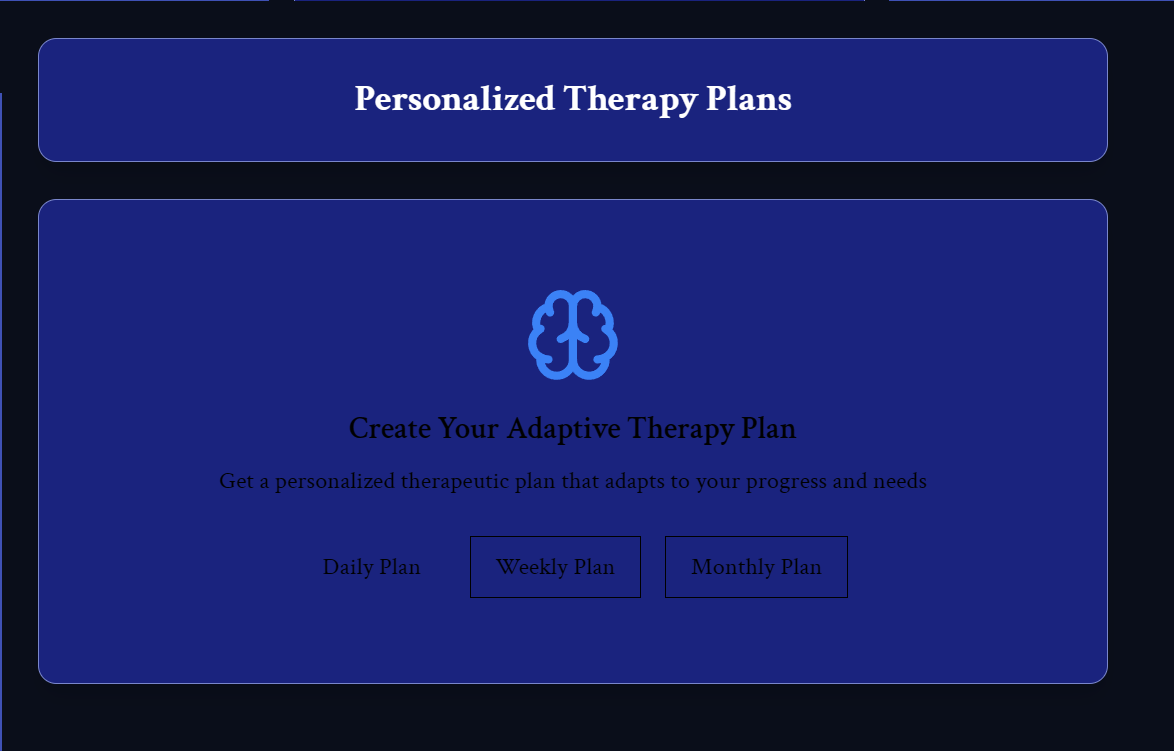 Personalized Therapy Plans
Create Your Adaptive Therapy Plan
Get a personalized therapeutic plan that adapts to your progress and needs
Daily Plan Weekly Plan Monthly Plan